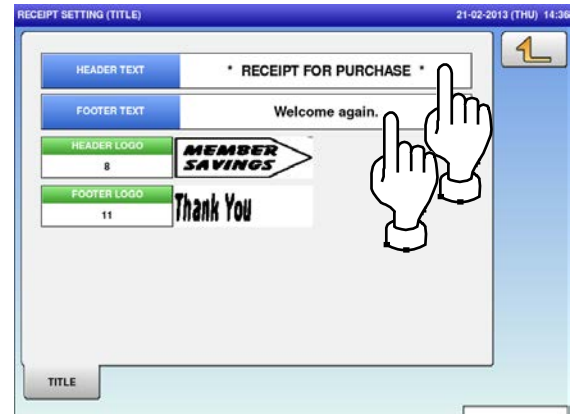 RECEIPT SETTING (TITLE) 21-02-2013 (THU) 14:36
HEADER TEXT * RECEIPT FOR PURCHASE *
FOOTER TEXT Welcome again.
HEADER LOGO
8
MEMBER
SAVINGS
FOOTER LOGO
11
Thank You
TITLE